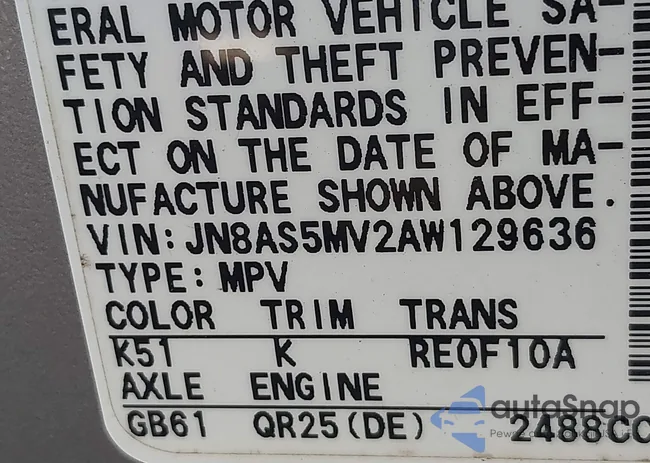 ERAL MOTOR VEHICLE SA-
FETY AND THEFT PREVEN-
TION STANDARDS IN EFF-
ECT ON THE DATE OF MA-
NUFACTURE SHOWN ABOVE.
VIN:JN8AS5MV2AW129636
TYPE:MPV
COLOR TRIM TRANS
K51 K RE0F10A
AXLE ENGINE
GB61 QR25(DE) 2488CC
autoSnap